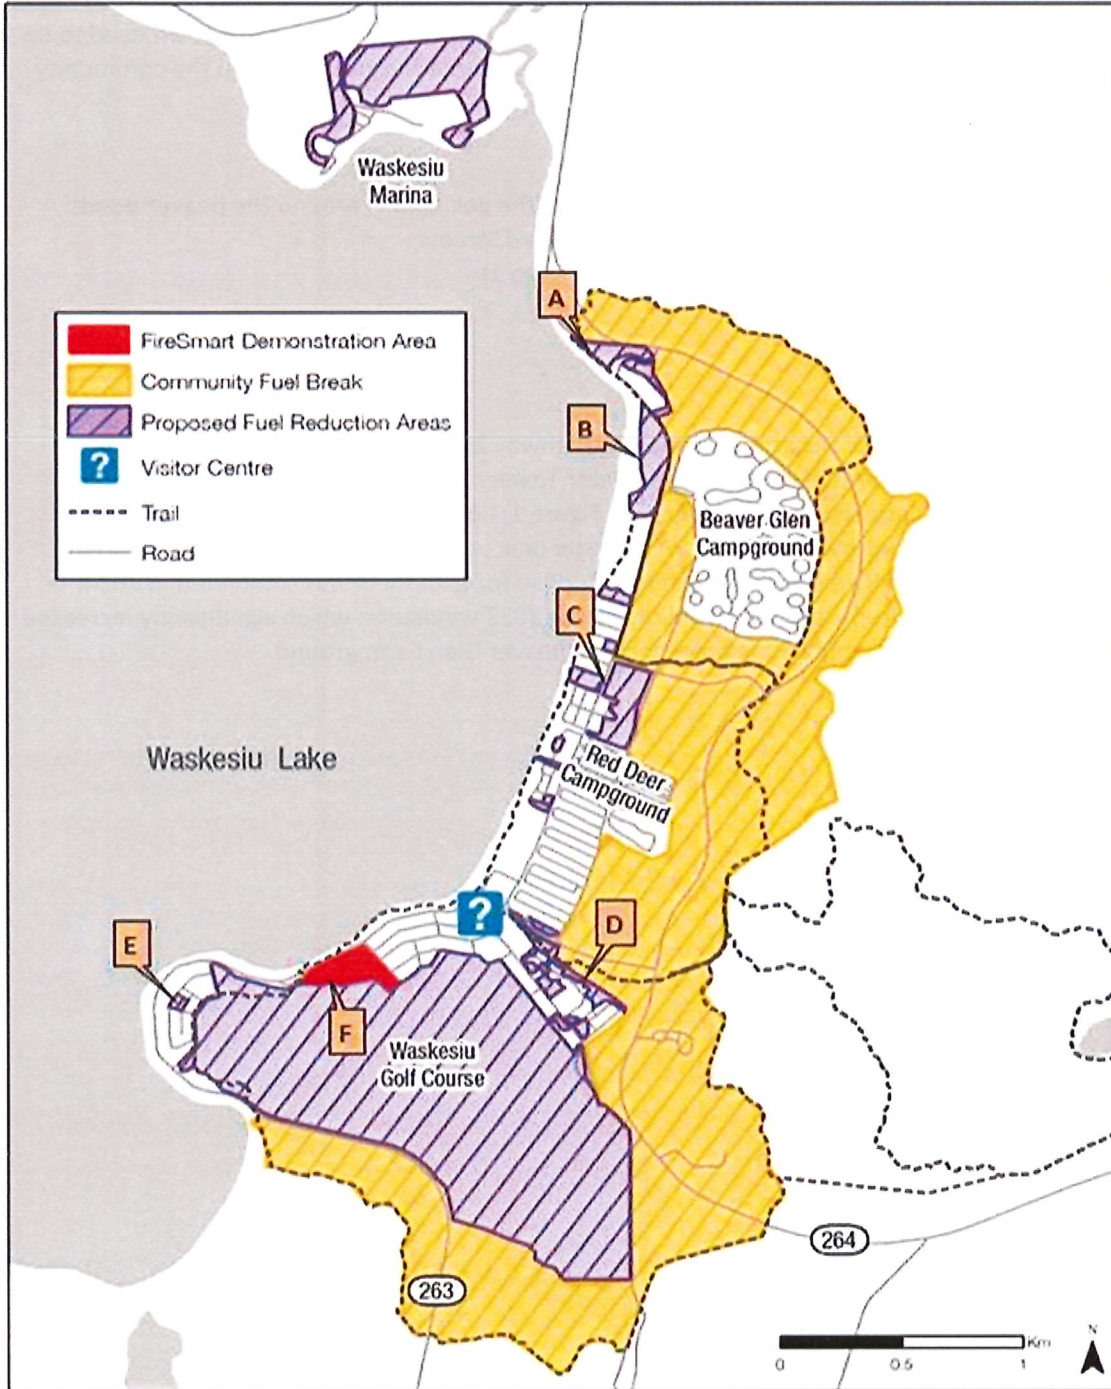 Waskesiu
Marina
A
FireSmart Demonstration Area
Community Fuel Break
Proposed Fuel Reduction Areas
? Visitor Centre
Trail
Road
B
Beaver Glen
Campground
C
Waskesiu Lake
Red Deer
Campground
?
D
E
F
Waskesiu
Golf Course
264
263
0 0.5 1 Km
N